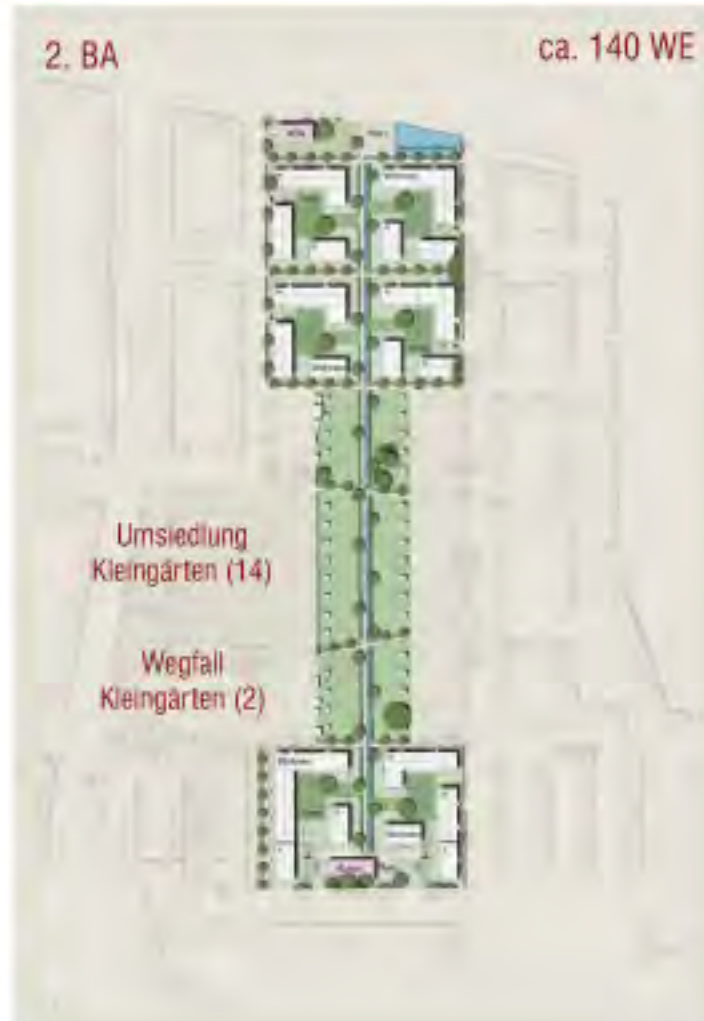 2. BA
ca. 140 WE
Umsiedlung
Kleingärten (14)
Wegfall
Kleingärten (2)